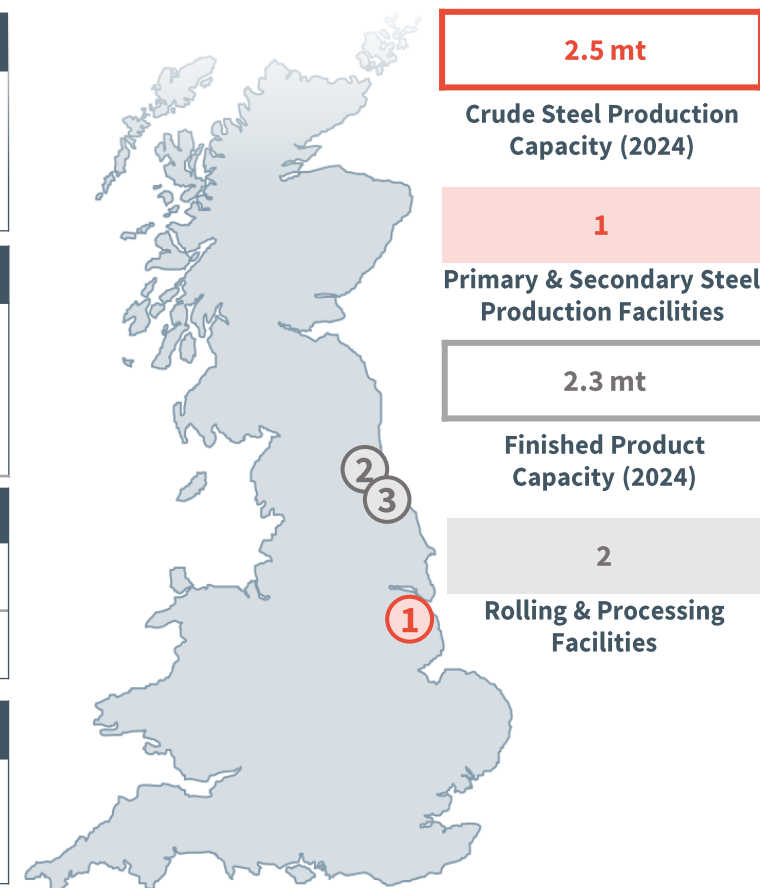 2.5 mt
Crude Steel Production
Capacity (2024)
1
Primary & Secondary Steel
Production Facilities
2.3 mt
Finished Product
Capacity (2024)
2
Rolling & Processing
Facilities
2
3
1